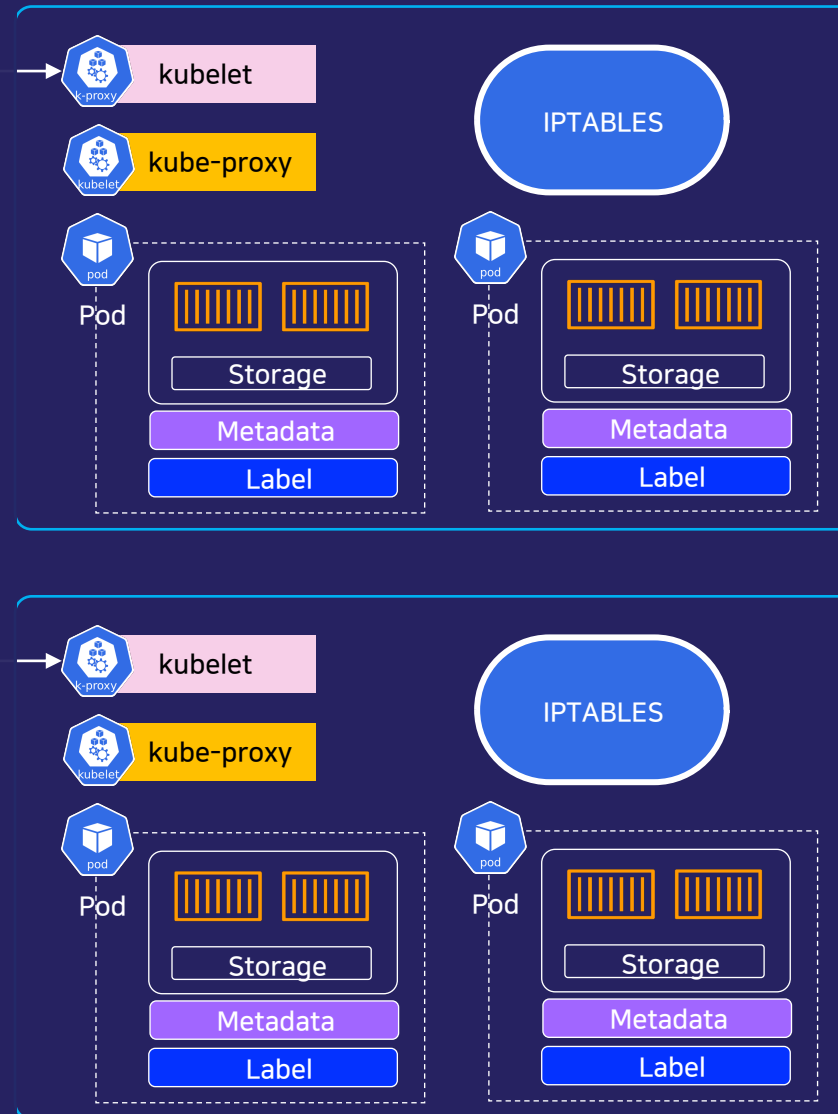 k-proxy
kubelet
IPTABLES
kubelet
kube-proxy
pod
Pod
Storage
Metadata
Label
pod
Pod
Storage
Metadata
Label
k-proxy
kubelet
IPTABLES
kubelet
kube-proxy
pod
Pod
Storage
Metadata
Label
pod
Pod
Storage
Metadata
Label